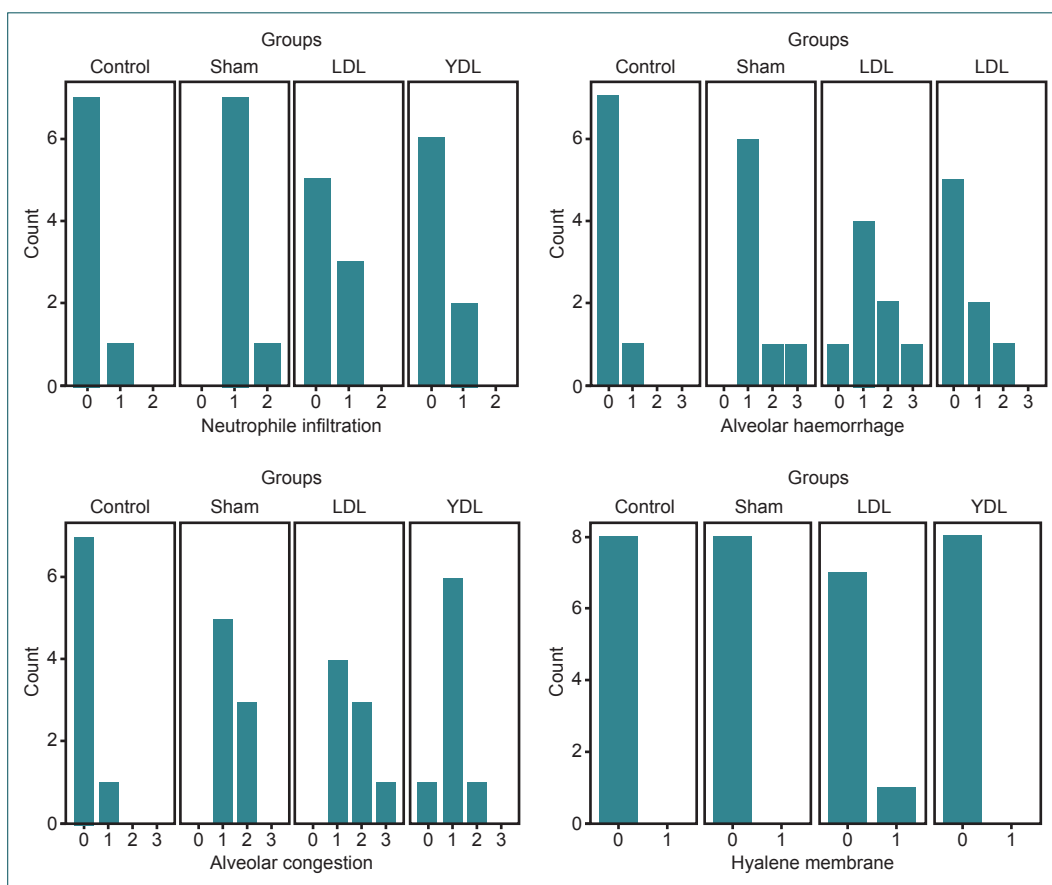 Groups
Control Sham LDL YDL
6
4
2
0
Count
0 1 2 0 1 2 0 1 2 0 1 2
Neutrophile infiltration
Groups
Control Sham LDL LDL
6
4
2
0
Count
0 1 2 3 0 1 2 3 0 1 2 3 0 1 2 3
Alveolar haemorrhage
Groups
Control Sham LDL YDL
6
4
2
0
Count
0 1 2 3 0 1 2 3 0 1 2 3 0 1 2 3
Alveolar congestion
Groups
Control Sham LDL YDL
8
6
4
2
0
Count
0 1 0 1 0 1 0 1
Hyalene membrane